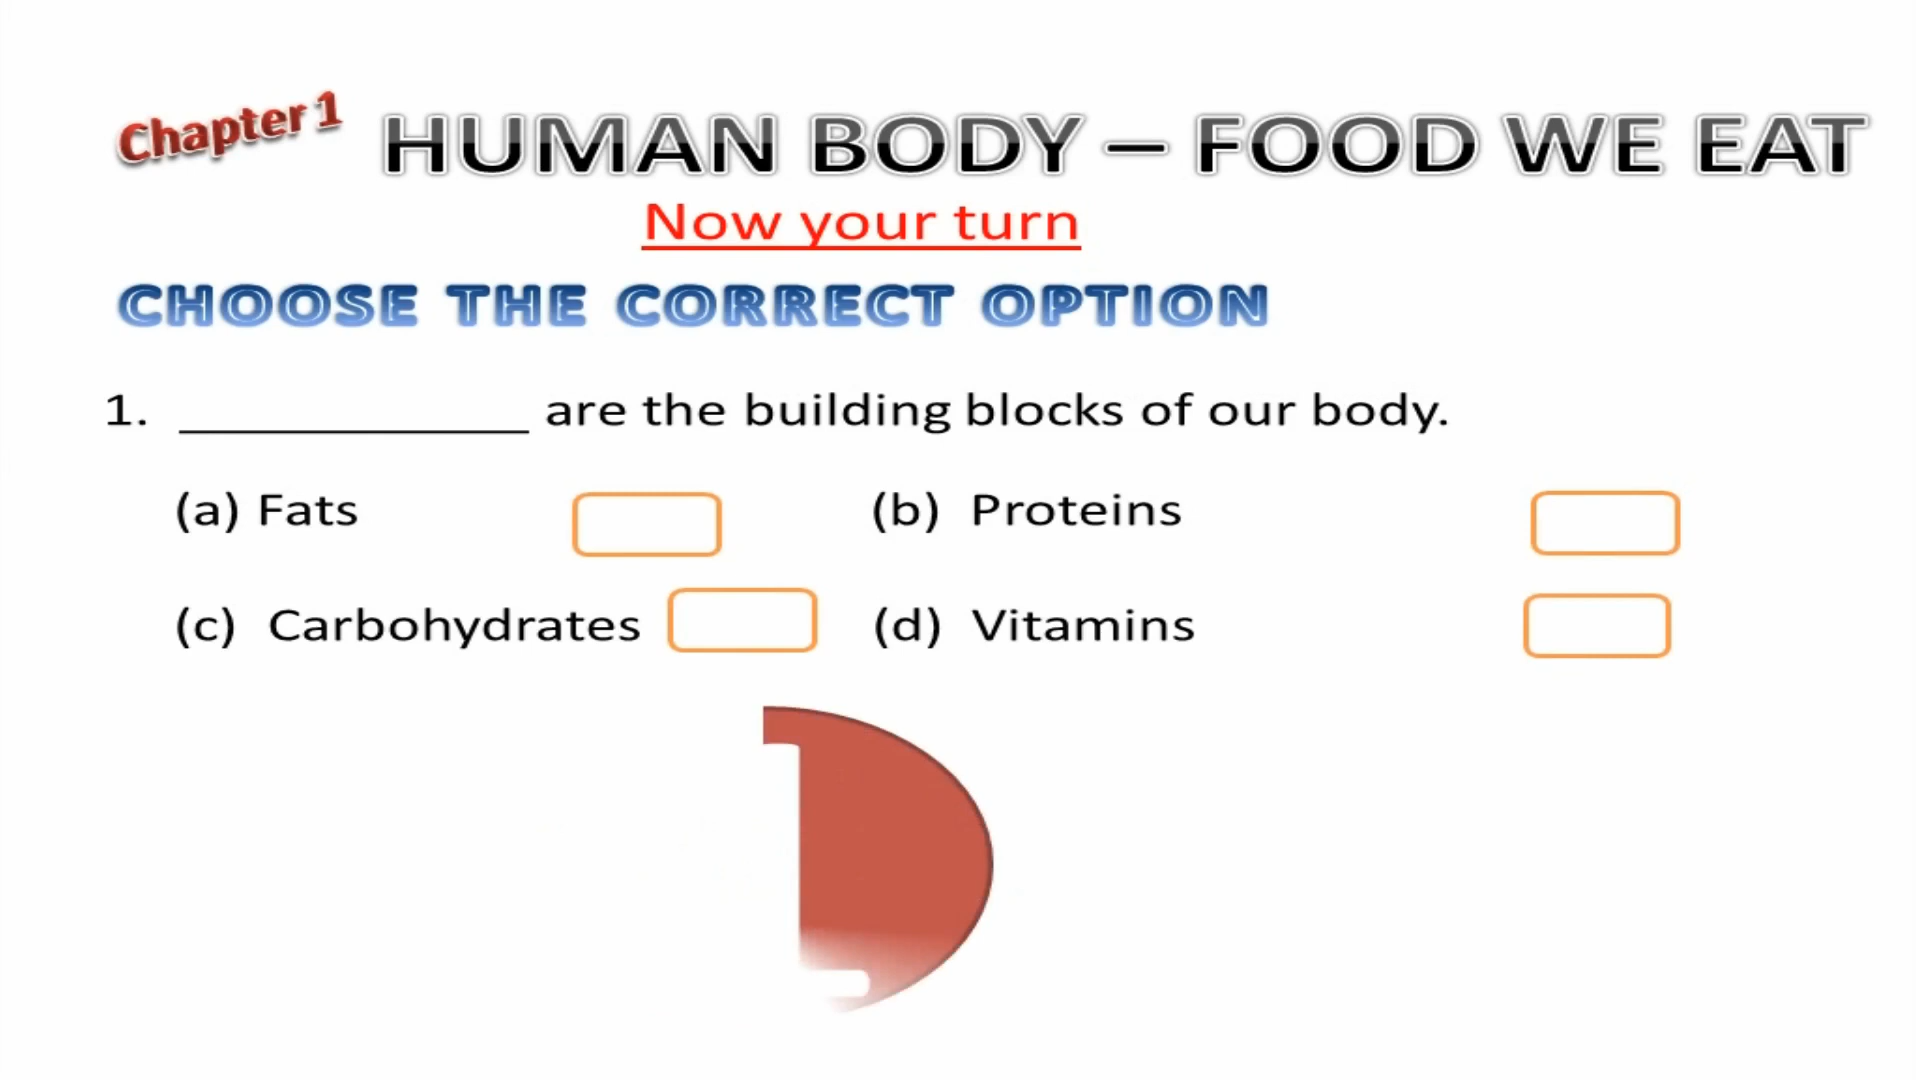 Chapter 1 HUMAN BODY – FOOD WE EAT
Now your turn
CHOOSE THE CORRECT OPTION
1. ____________ are the building blocks of our body.
(a) Fats (b) Proteins
(c) Carbohydrates (d) Vitamins